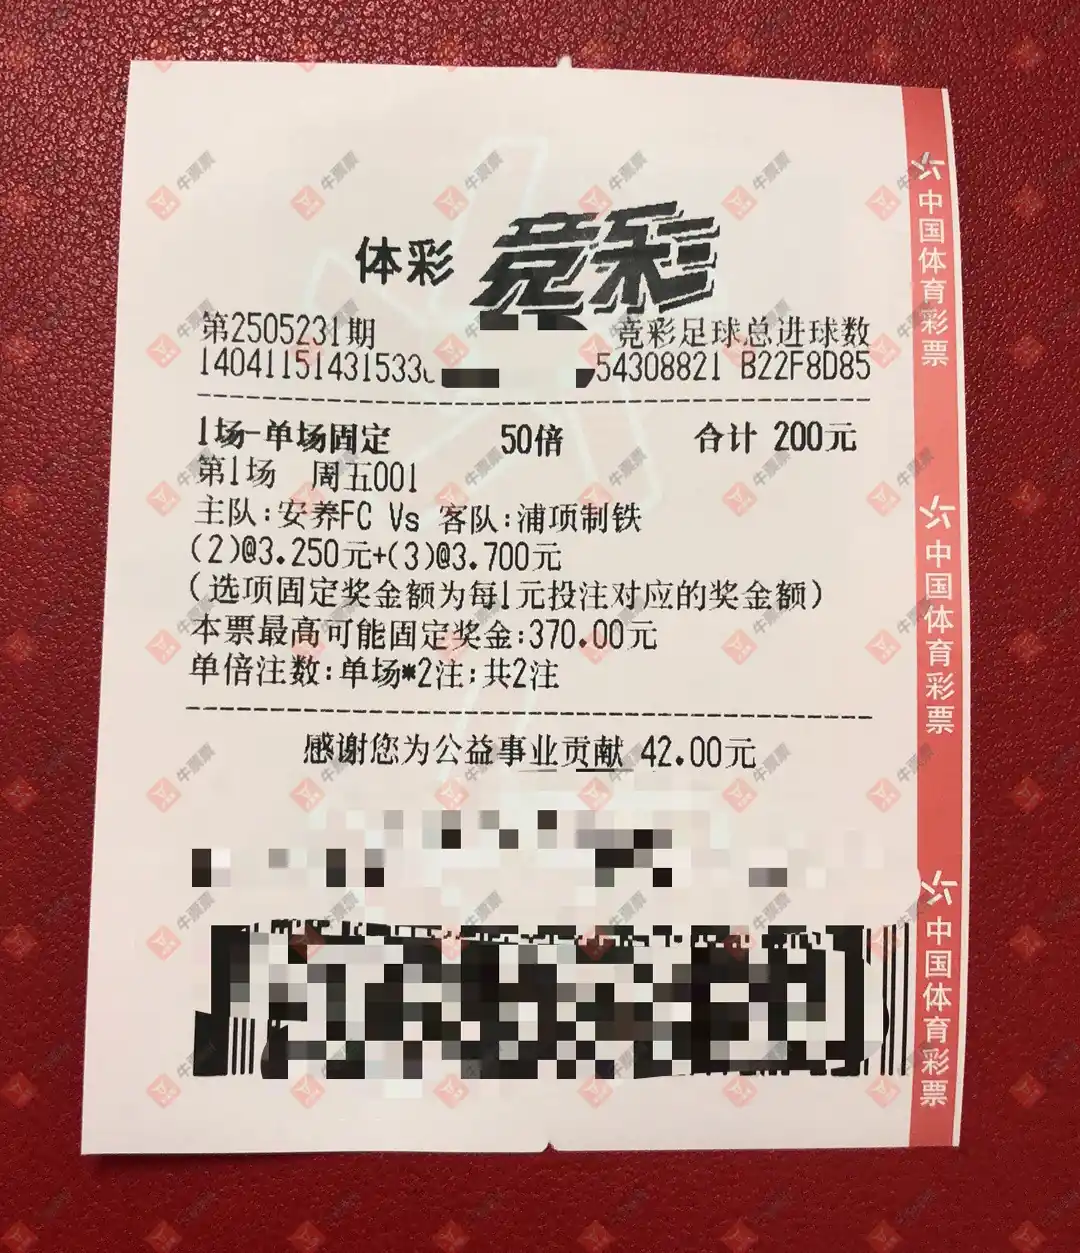 体彩 竞彩
第2505231期 竞彩足球总进球数
14041151431533 54308821 B22F8D85
1场-单场固定 50倍 合计 200元
第1场 周五001
主队:安养FC Vs 客队:浦项制铁
(2)@3.250元+(3)@3.700元
(选项固定奖金额为每1元投注对应的奖金额)
本票最高可能固定奖金:370.00元
单倍注数:单场*2注;共2注
感谢您为公益事业贡献 42.00元
中国体育彩票
中国体育彩票
中国体育彩票
牛票票